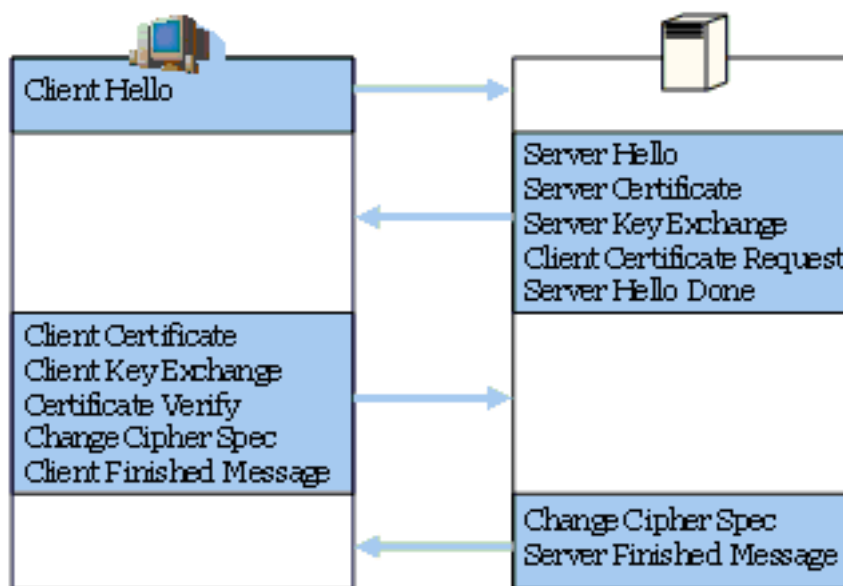 Client Hello
Server Hello
Server Certificate
Server Key Exchange
Client Certificate Request
Server Hello Done
Client Certificate
Client Key Exchange
Certificate Verify
Change Cipher Spec
Client Finished Message
Change Cipher Spec
Server Finished Message